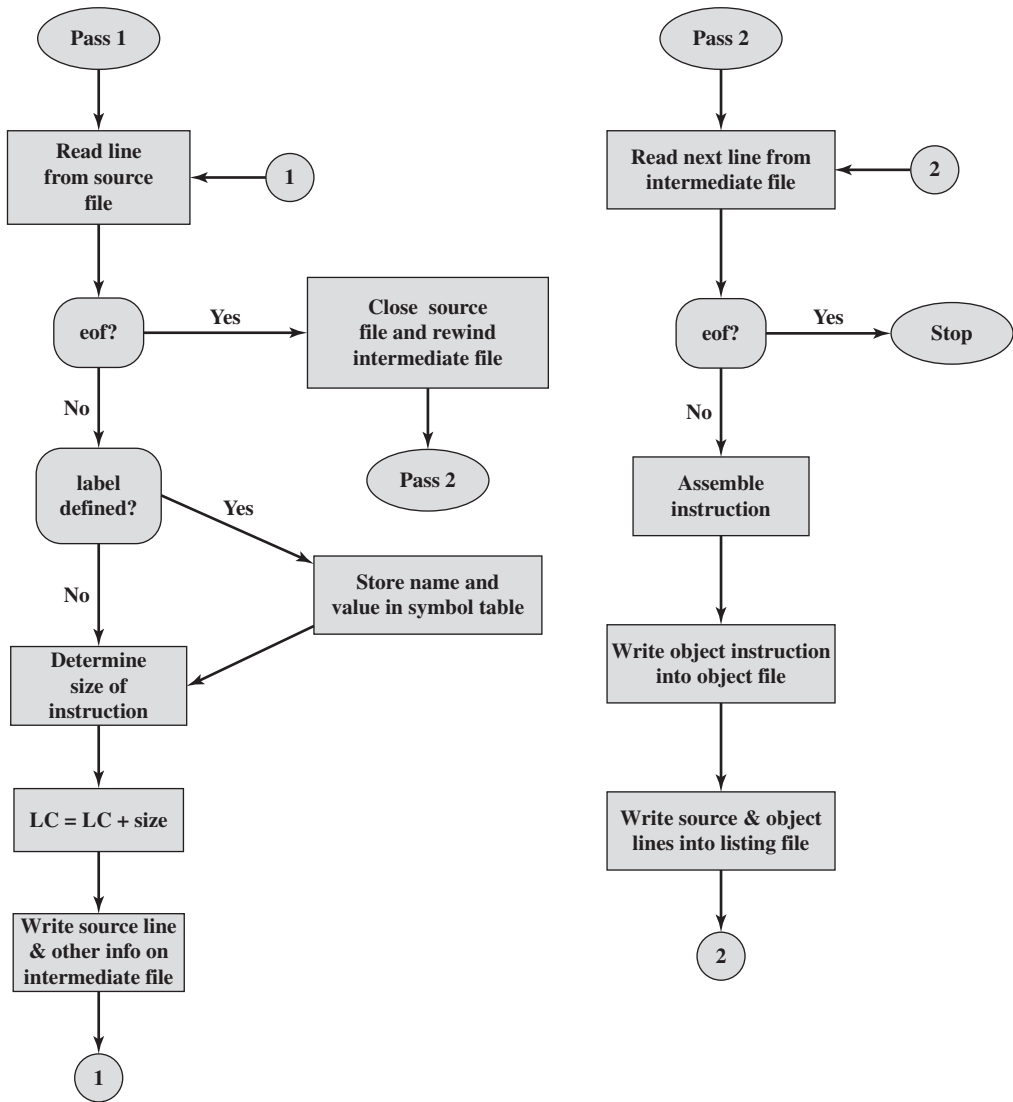 Pass 1
Read line
from source
file
1
eof?
Yes
Close source
file and rewind
intermediate file
No
Pass 2
label
defined?
Yes
Store name and
value in symbol table
No
Determine
size of
instruction
LC = LC + size
Write source line
& other info on
intermediate file
1
Pass 2
Read next line from
intermediate file
2
eof?
Yes
Stop
No
Assemble
instruction
Write object instruction
into object file
Write source & object
lines into listing file
2